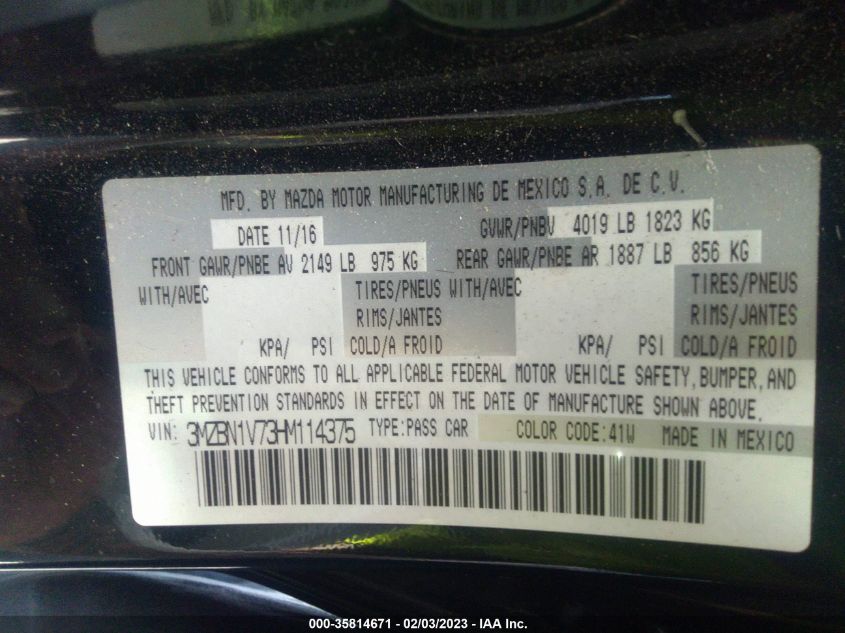 MFD. BY MAZDA MOTOR MANUFACTURING DE MEXICO S.A. DE C.V.
DATE 11/16 GVWR/PNBV 4019 LB 1823 KG
FRONT GAWR/PNBE AV 2149 LB 975 KG REAR GAWR/PNBE AR 1887 LB 856 KG
WITH/AVEC TIRES/PNEUS WITH/AVEC TIRES/PNEUS
RIMS/JANTES RIMS/JANTES
KPA/ PSI COLD/A FROID KPA/ PSI COLD/A FROID
THIS VEHICLE CONFORMS TO ALL APPLICABLE FEDERAL MOTOR VEHICLE SAFETY, BUMPER, AND
THEFT PREVENTION STANDARDS IN EFFECT ON THE DATE OF MANUFACTURE SHOWN ABOVE.
VIN: 3MZBN1V73HM114375 TYPE:PASS CAR COLOR CODE:41W MADE IN MEXICO
000-35814671 - 02/03/2023 - IAA Inc.